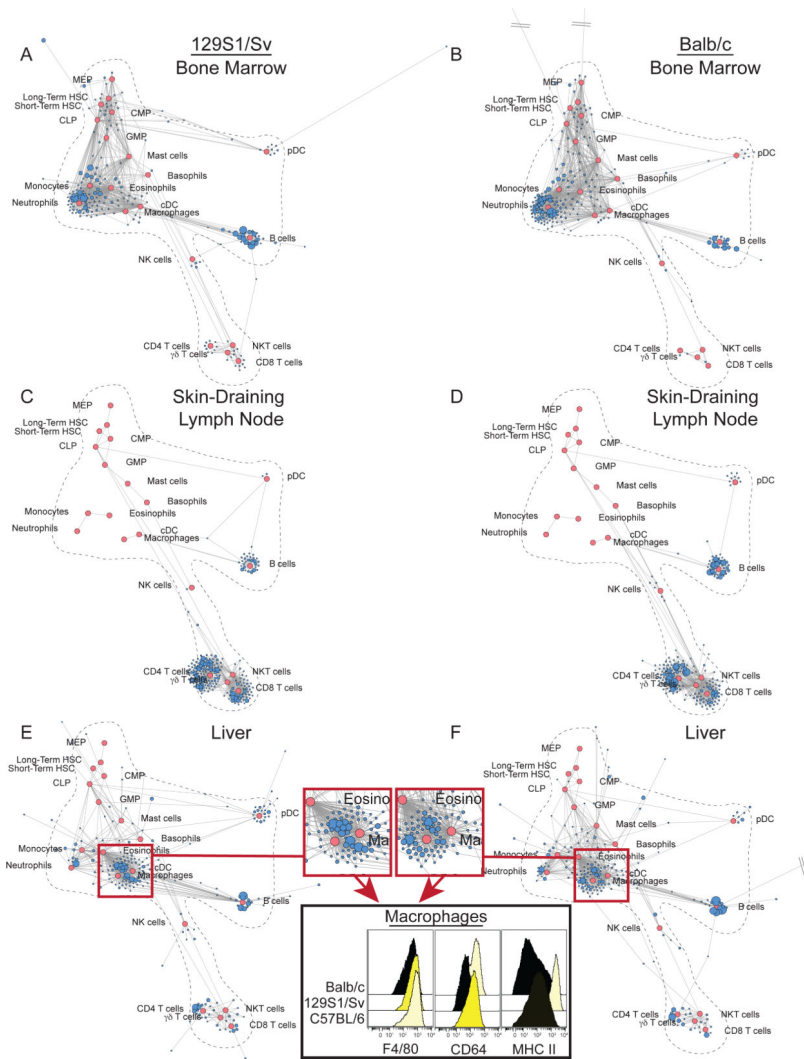 A
129S1/Sv
Bone Marrow
MEP
Long-Term HSC
Short-Term HSC
CLP
CMP
GMP
Mast cells
Basophils
Monocytes
Eosinophils
Neutrophils
cDC
Macrophages
pDC
B cells
NK cells
CD4 T cells
NKT cells
γδ T cells
CD8 T cells
B
Balb/c
Bone Marrow
MEP
Long-Term HSC
Short-Term HSC
CLP
CMP
GMP
Mast cells
Basophils
Monocytes
Eosinophils
Neutrophils
cDC
Macrophages
pDC
B cells
NK cells
CD4 T cells
NKT cells
γδ T cells
CD8 T cells
C
Skin-Draining
Lymph Node
MEP
Long-Term HSC
Short-Term HSC
CLP
CMP
GMP
Mast cells
Basophils
Monocytes
Eosinophils
Neutrophils
cDC
Macrophages
pDC
B cells
NK cells
CD4 T cells
NKT cells
γδ T cells
CD8 T cells
D
Skin-Draining
Lymph Node
MEP
Long-Term HSC
Short-Term HSC
CLP
CMP
GMP
Mast cells
Basophils
Monocytes
Eosinophils
Neutrophils
cDC
Macrophages
pDC
B cells
NK cells
CD4 T cells
NKT cells
γδ T cells
CD8 T cells
E
Liver
MEP
Long-Term HSC
Short-Term HSC
CLP
CMP
GMP
Mast cells
Basophils
Monocytes
Eosinophils
Neutrophils
cDC
Macrophages
pDC
B cells
NK cells
CD4 T cells
NKT cells
γδ T cells
CD8 T cells
Eosino
Ma
Eosino
Ma
F
Liver
MEP
Long-Term HSC
Short-Term HSC
CLP
CMP
GMP
Mast cells
Basophils
Monocytes
Eosinophils
Neutrophils
cDC
Macrophages
pDC
B cells
NK cells
CD4 T cells
NKT cells
γδ T cells
CD8 T cells
Macrophages
Balb/c
129S1/Sv
C57BL/6
F4/80
CD64
MHC II